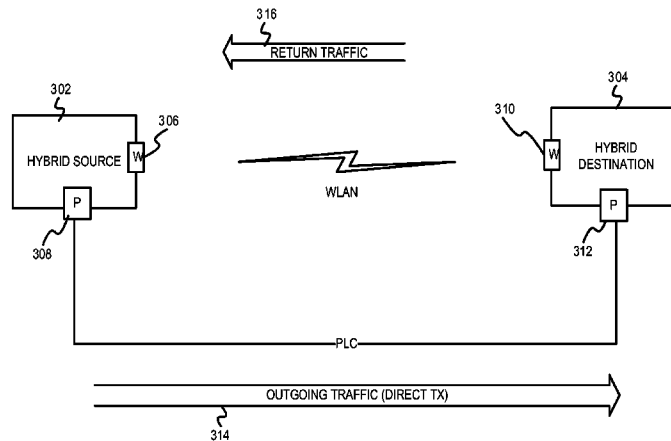 316
RETURN TRAFFIC
302
304
306
310
HYBRID SOURCE
W
W
HYBRID
DESTINATION
WLAN
P
P
308
312
PLC
OUTGOING TRAFFIC (DIRECT TX)
314